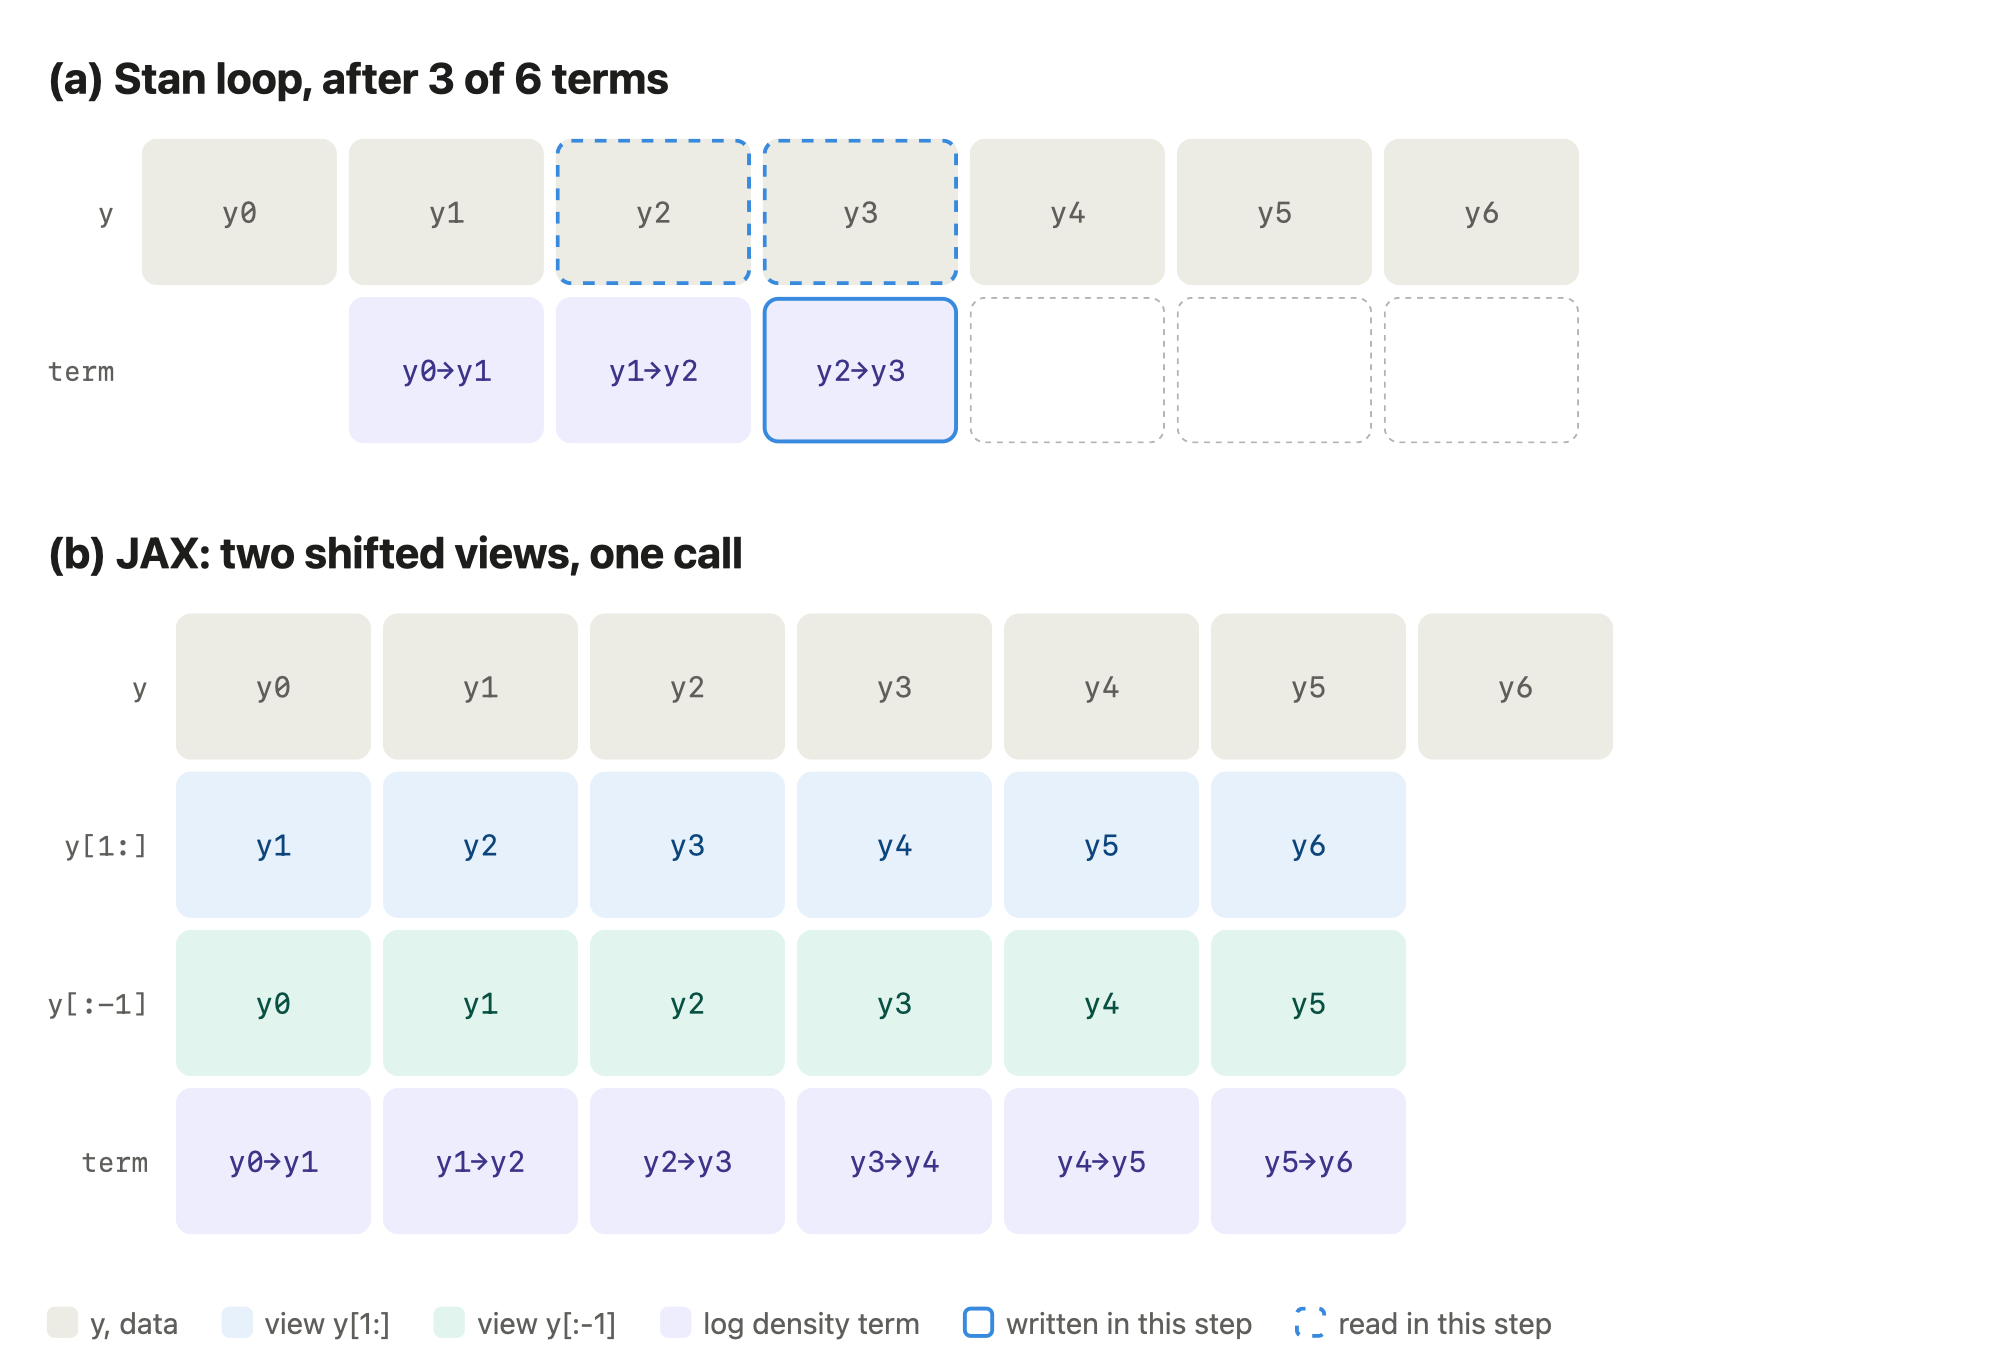 (a) Stan loop, after 3 of 6 terms
y y0 y1 y2 y3 y4 y5 y6
term y0→y1 y1→y2 y2→y3
(b) JAX: two shifted views, one call
y y0 y1 y2 y3 y4 y5 y6
y[1:] y1 y2 y3 y4 y5 y6
y[:−1] y0 y1 y2 y3 y4 y5
term y0→y1 y1→y2 y2→y3 y3→y4 y4→y5 y5→y6
y, data view y[1:] view y[:-1] log density term written in this step read in this step